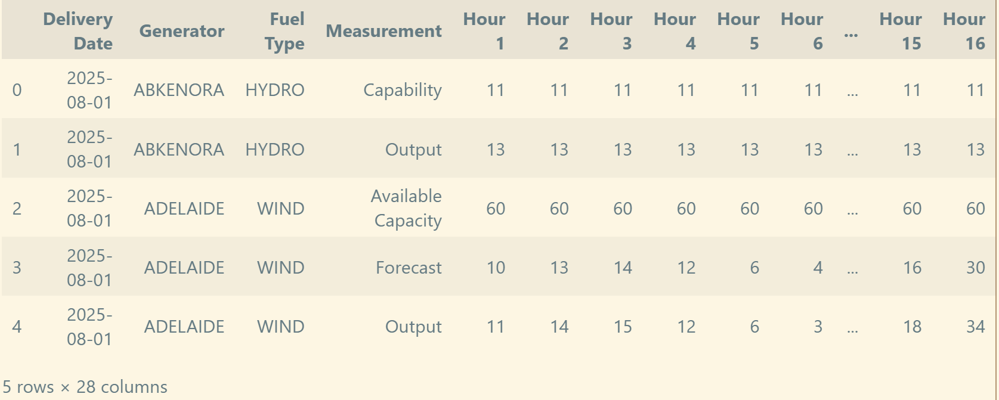 Delivery Date Generator Fuel Type Measurement Hour 1 Hour 2 Hour 3 Hour 4 Hour 5 Hour 6 ... Hour 15 Hour 16
0 2025-08-01 ABKENORA HYDRO Capability 11 11 11 11 11 11 ... 11 11
1 2025-08-01 ABKENORA HYDRO Output 13 13 13 13 13 13 ... 13 13
2 2025-08-01 ADELAIDE WIND Available Capacity 60 60 60 60 60 60 ... 60 60
3 2025-08-01 ADELAIDE WIND Forecast 10 13 14 12 6 4 ... 16 30
4 2025-08-01 ADELAIDE WIND Output 11 14 15 12 6 3 ... 18 34
5 rows × 28 columns